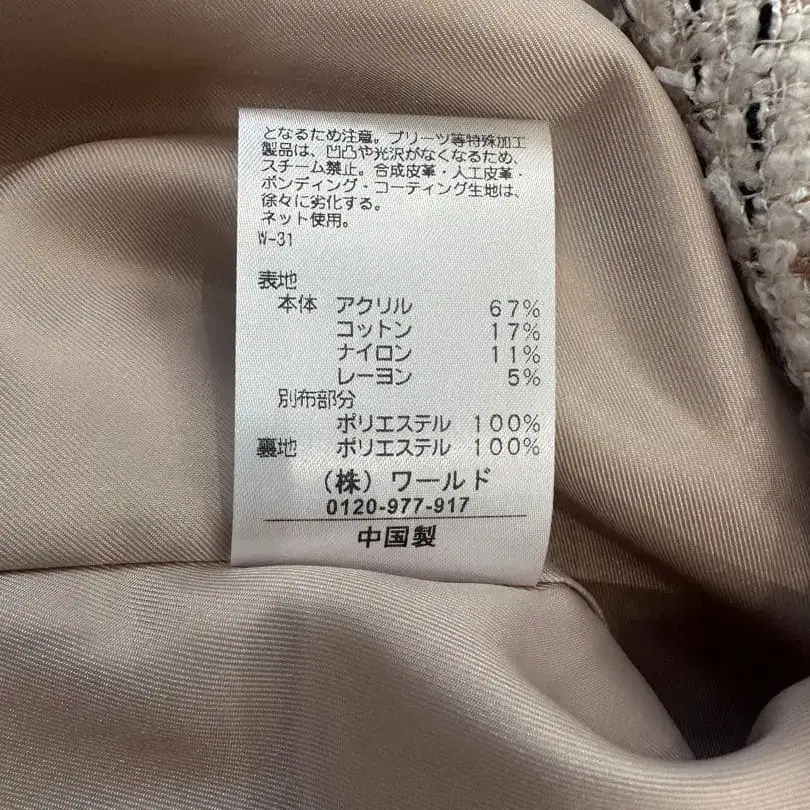 となるため注意。プリーツ等特殊加工
製品は、凹凸や光沢がなくなるため、
スチーム禁止。合成皮革・人工皮革・
ボンディング・コーティング生地は、
徐々に劣化する。
ネット使用。
W-31
表地
本体 アクリル 67%
コットン 17%
ナイロン 11%
レーヨン 5%
別布部分
ポリエステル 100%
裏地 ポリエステル 100%
(株) ワールド
0120-977-917
中国製